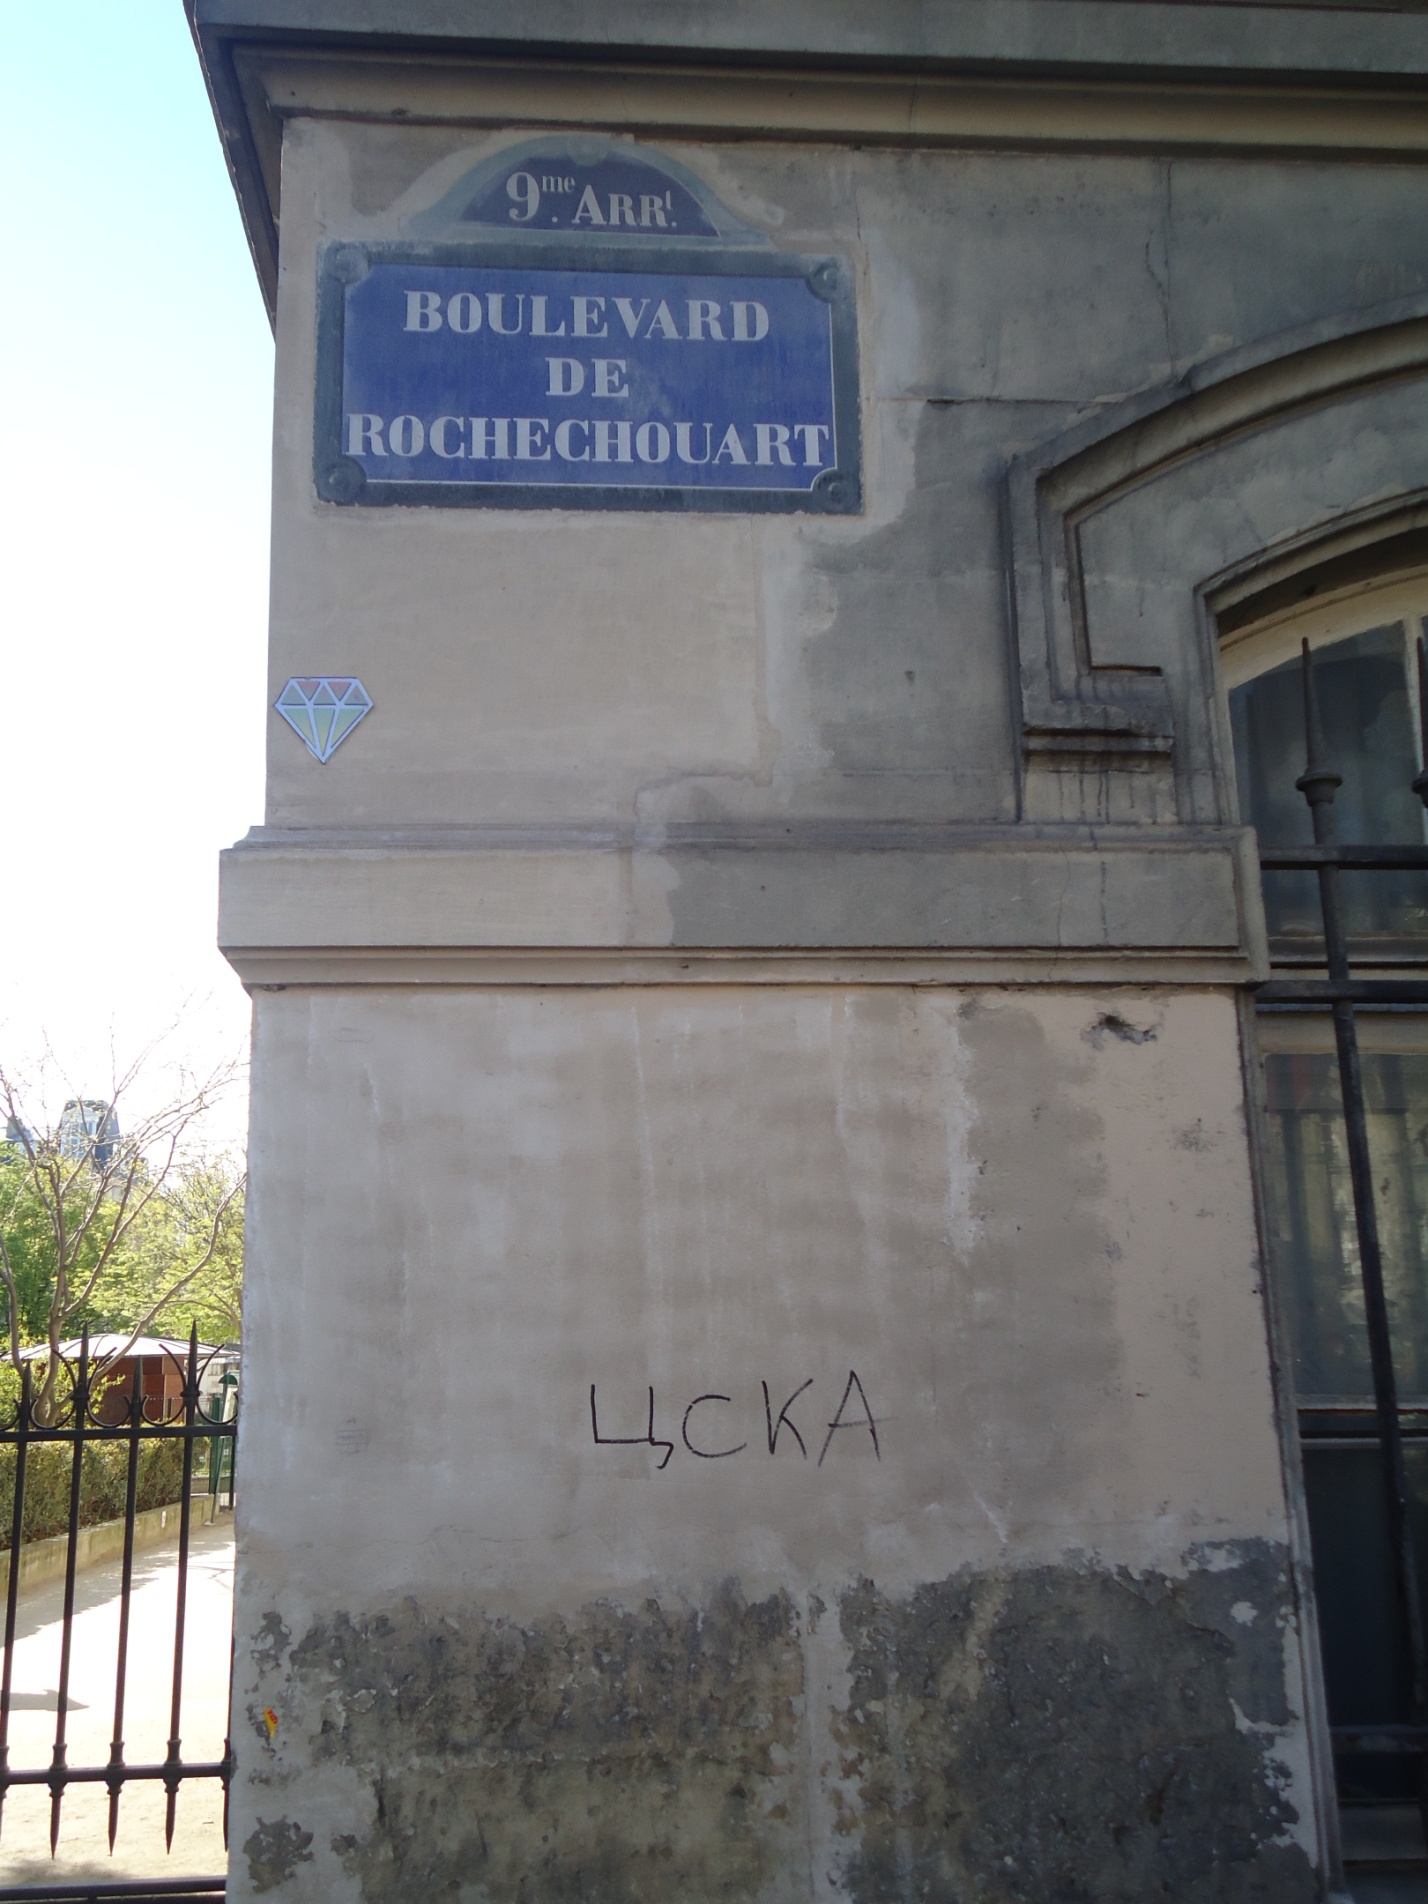 9me. ARRt.
BOULEVARD
DE
ROCHECHOUART
ЦСКА